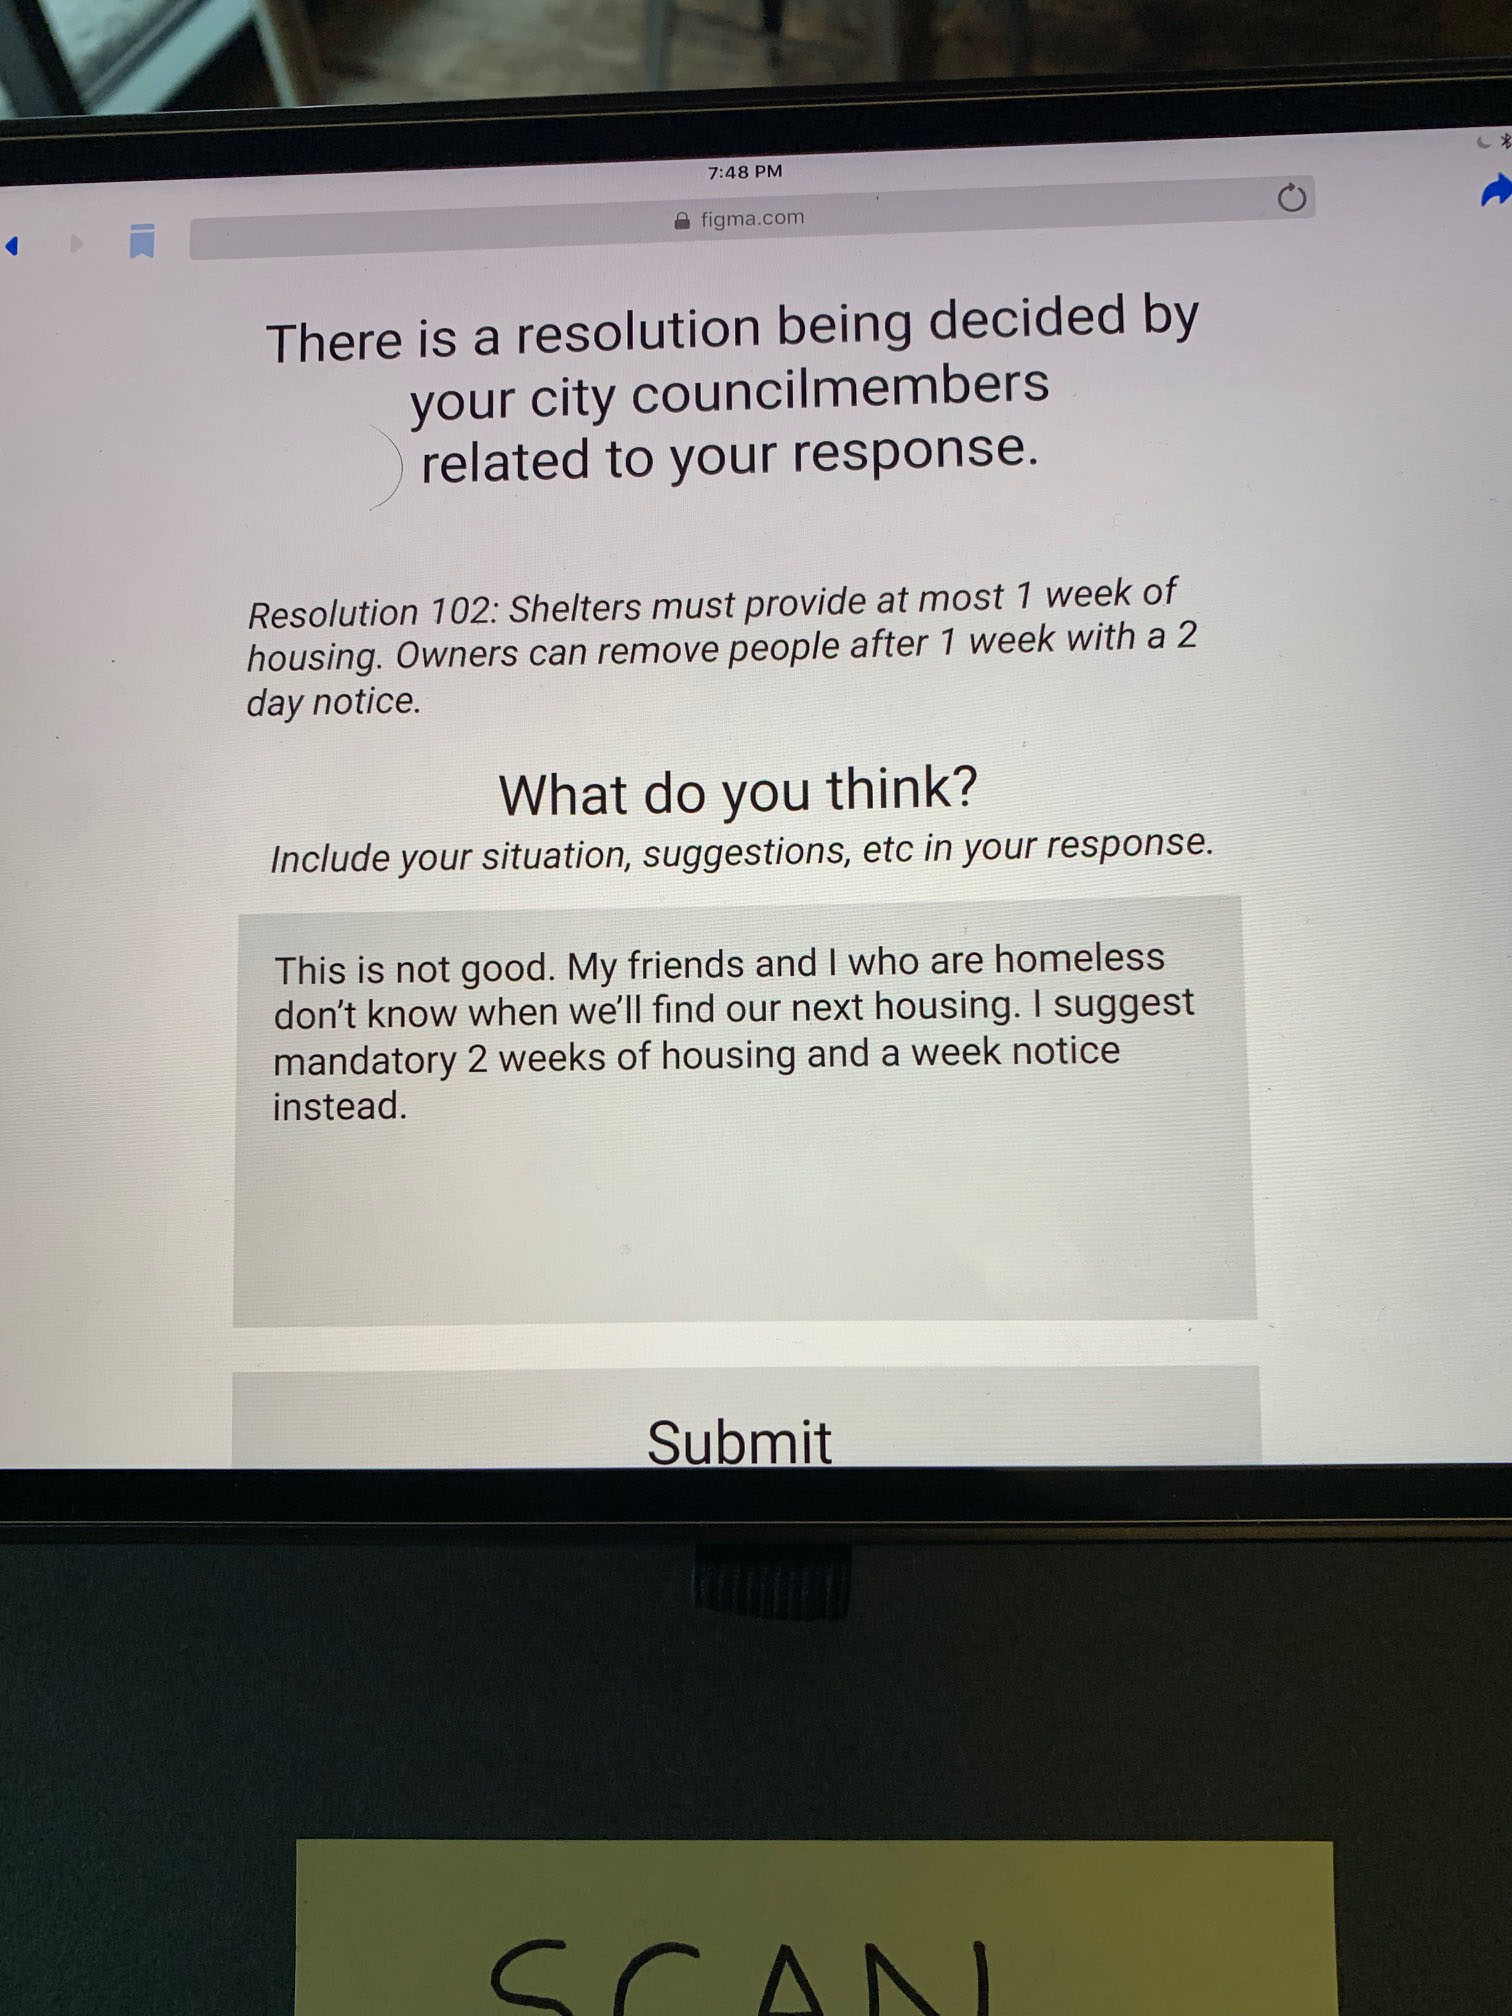 7:48 PM
figma.com
There is a resolution being decided by
your city councilmembers
related to your response.
Resolution 102: Shelters must provide at most 1 week of
housing. Owners can remove people after 1 week with a 2
day notice.
What do you think?
Include your situation, suggestions, etc in your response.
This is not good. My friends and I who are homeless
don't know when we'll find our next housing. I suggest
mandatory 2 weeks of housing and a week notice
instead.
Submit
SCAN